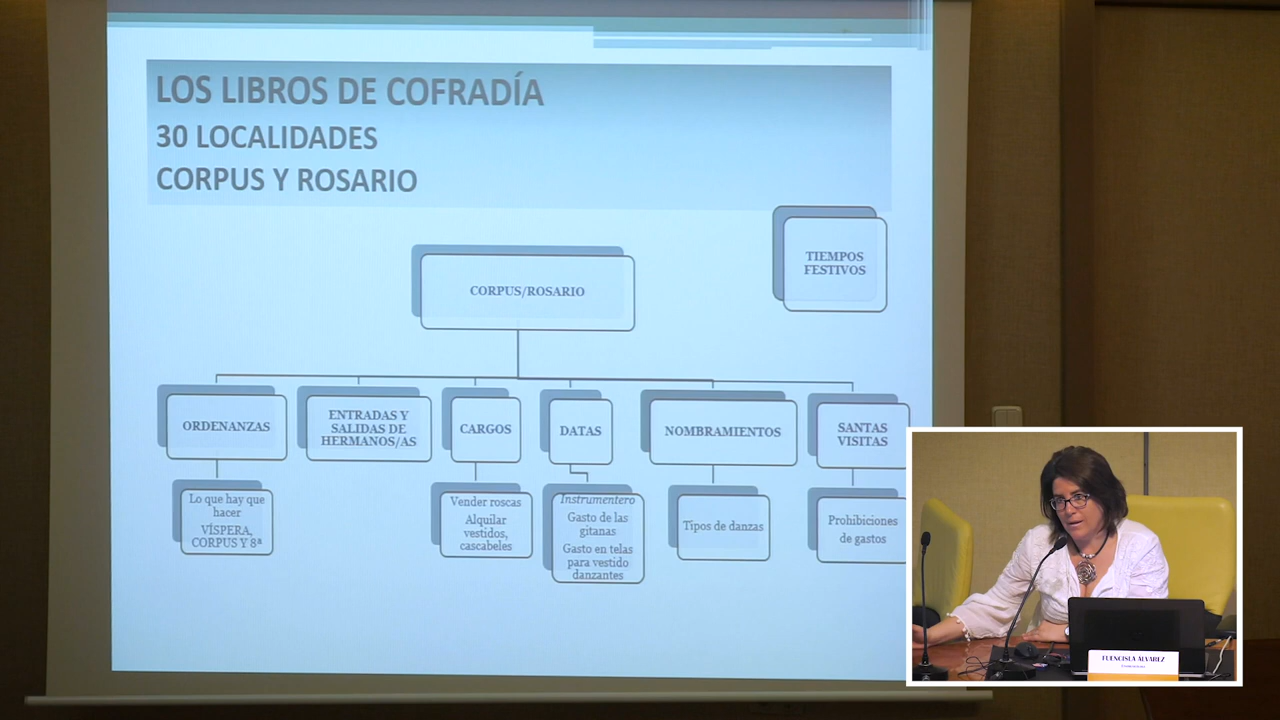 LOS LIBROS DE COFRADÍA
30 LOCALIDADES
CORPUS Y ROSARIO
TIEMPOS
FESTIVOS
CORPUS/ROSARIO
ORDENANZAS
ENTRADAS Y
SALIDAS DE
HERMANOS/AS
CARGOS
DATAS
NOMBRAMIENTOS
SANTAS
VISITAS
Lo que hay que
hacer
VÍSPERA,
CORPUS Y 8ª
Vender roscas
Alquilar
vestidos,
cascabeles
Instrumentero
Gasto de las
gitanas
Gasto en telas
para vestido
danzantes
Tipos de danzas
Prohibiciones
de gastos
FUENCISLA ALVAREZ